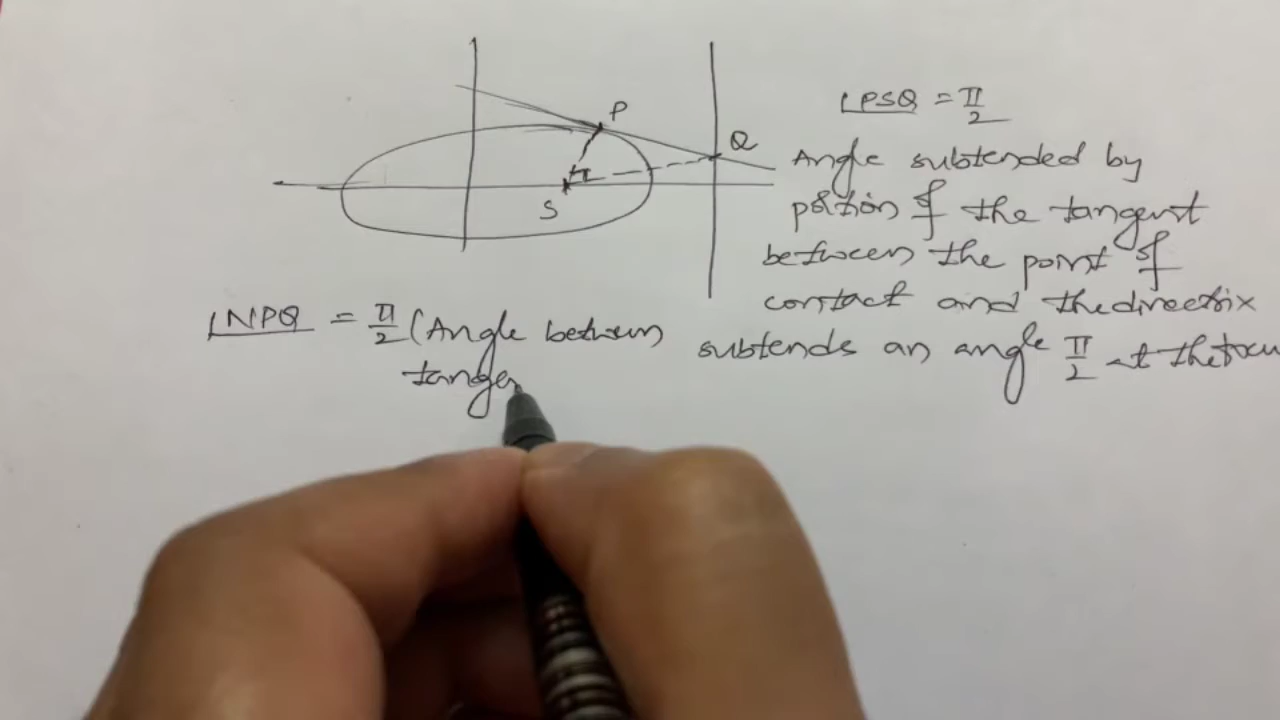 P
Q
S
∠PSQ = π/2
Angle subtended by
portion of the tangent
between the point of
contact and the directrix
subtends an angle π/2 at the focu
∠NPQ = π/2 (Angle between
tangen